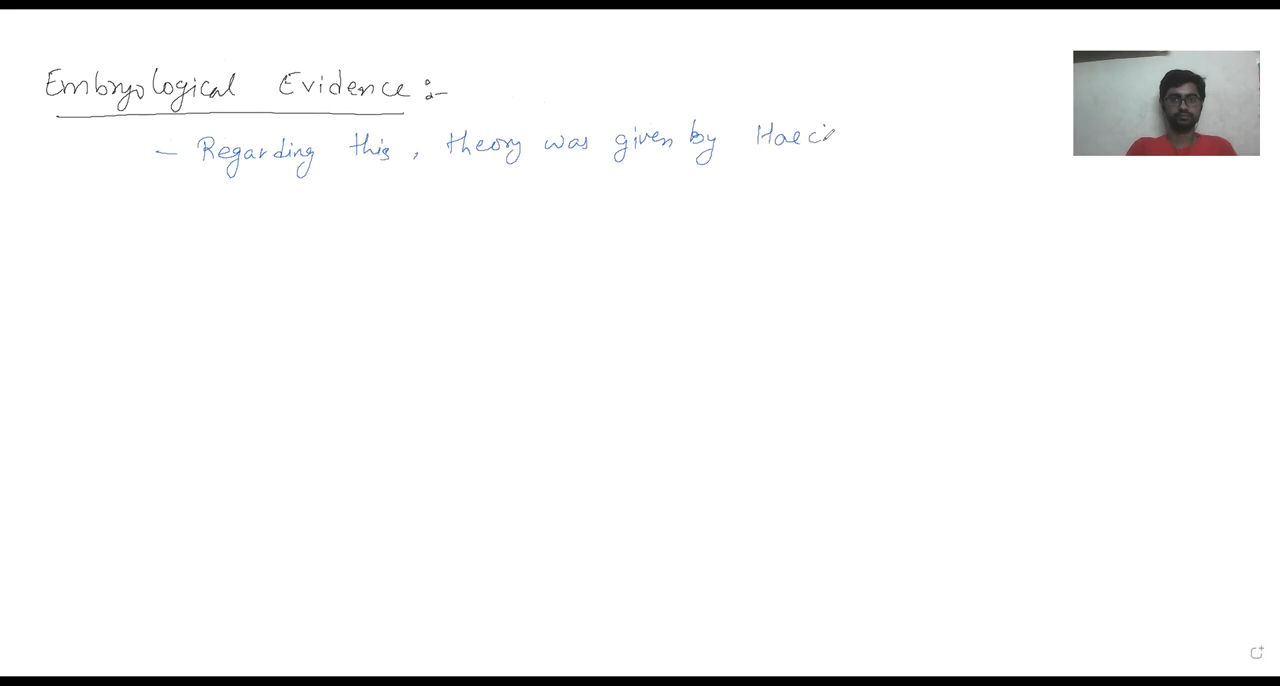 Embryological Evidence :-
- Regarding this, theory was given by